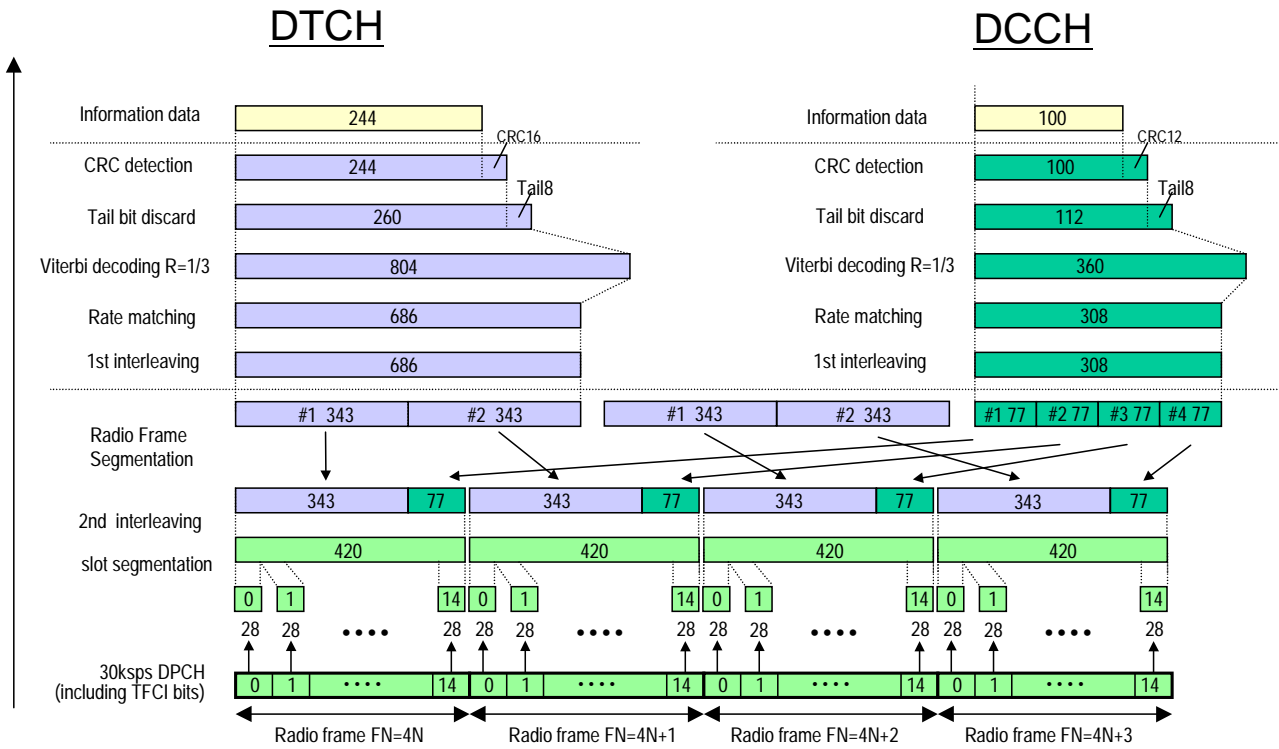 DTCH DCCH
Information data 244 Information data 100
CRC16 CRC12
CRC detection 244 CRC detection 100
Tail8 Tail8
Tail bit discard 260 Tail bit discard 112
Viterbi decoding R=1/3 804 Viterbi decoding R=1/3 360
Rate matching 686 Rate matching 308
1st interleaving 686 1st interleaving 308
#1 343 #2 343 #1 343 #2 343 #1 77 #2 77 #3 77 #4 77
Radio Frame
Segmentation
343 77 343 77 343 77 343 77
2nd interleaving
420 420 420 420
slot segmentation
0 1 14 0 1 14 0 1 14 0 1 14
28 28 •••• 28 28 28 •••• 28 28 28 •••• 28 28 28 •••• 28
30ksps DPCH
(including TFCI bits)
0 1 •••• 14 0 1 •••• 14 0 1 •••• 14 0 1 •••• 14
Radio frame FN=4N Radio frame FN=4N+1 Radio frame FN=4N+2 Radio frame FN=4N+3